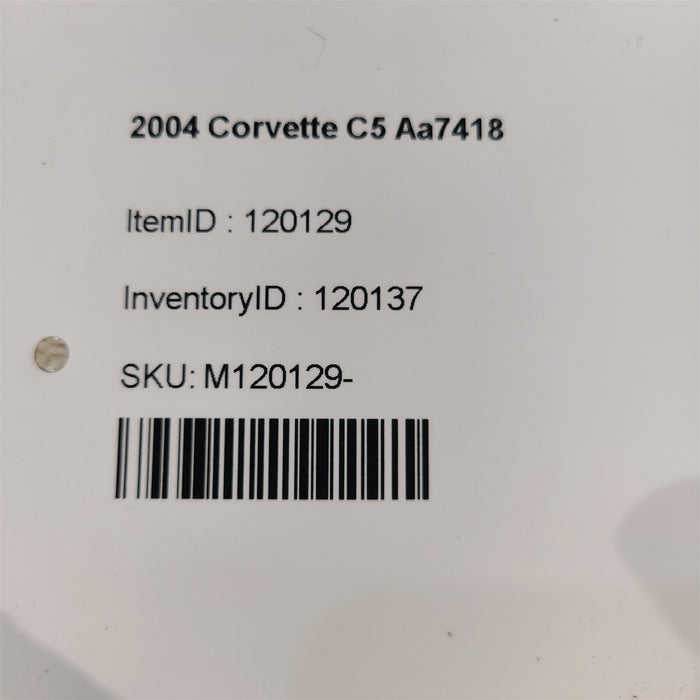 2004 Corvette C5 Aa7418
ItemID : 120129
InventoryID : 120137
SKU: M120129-